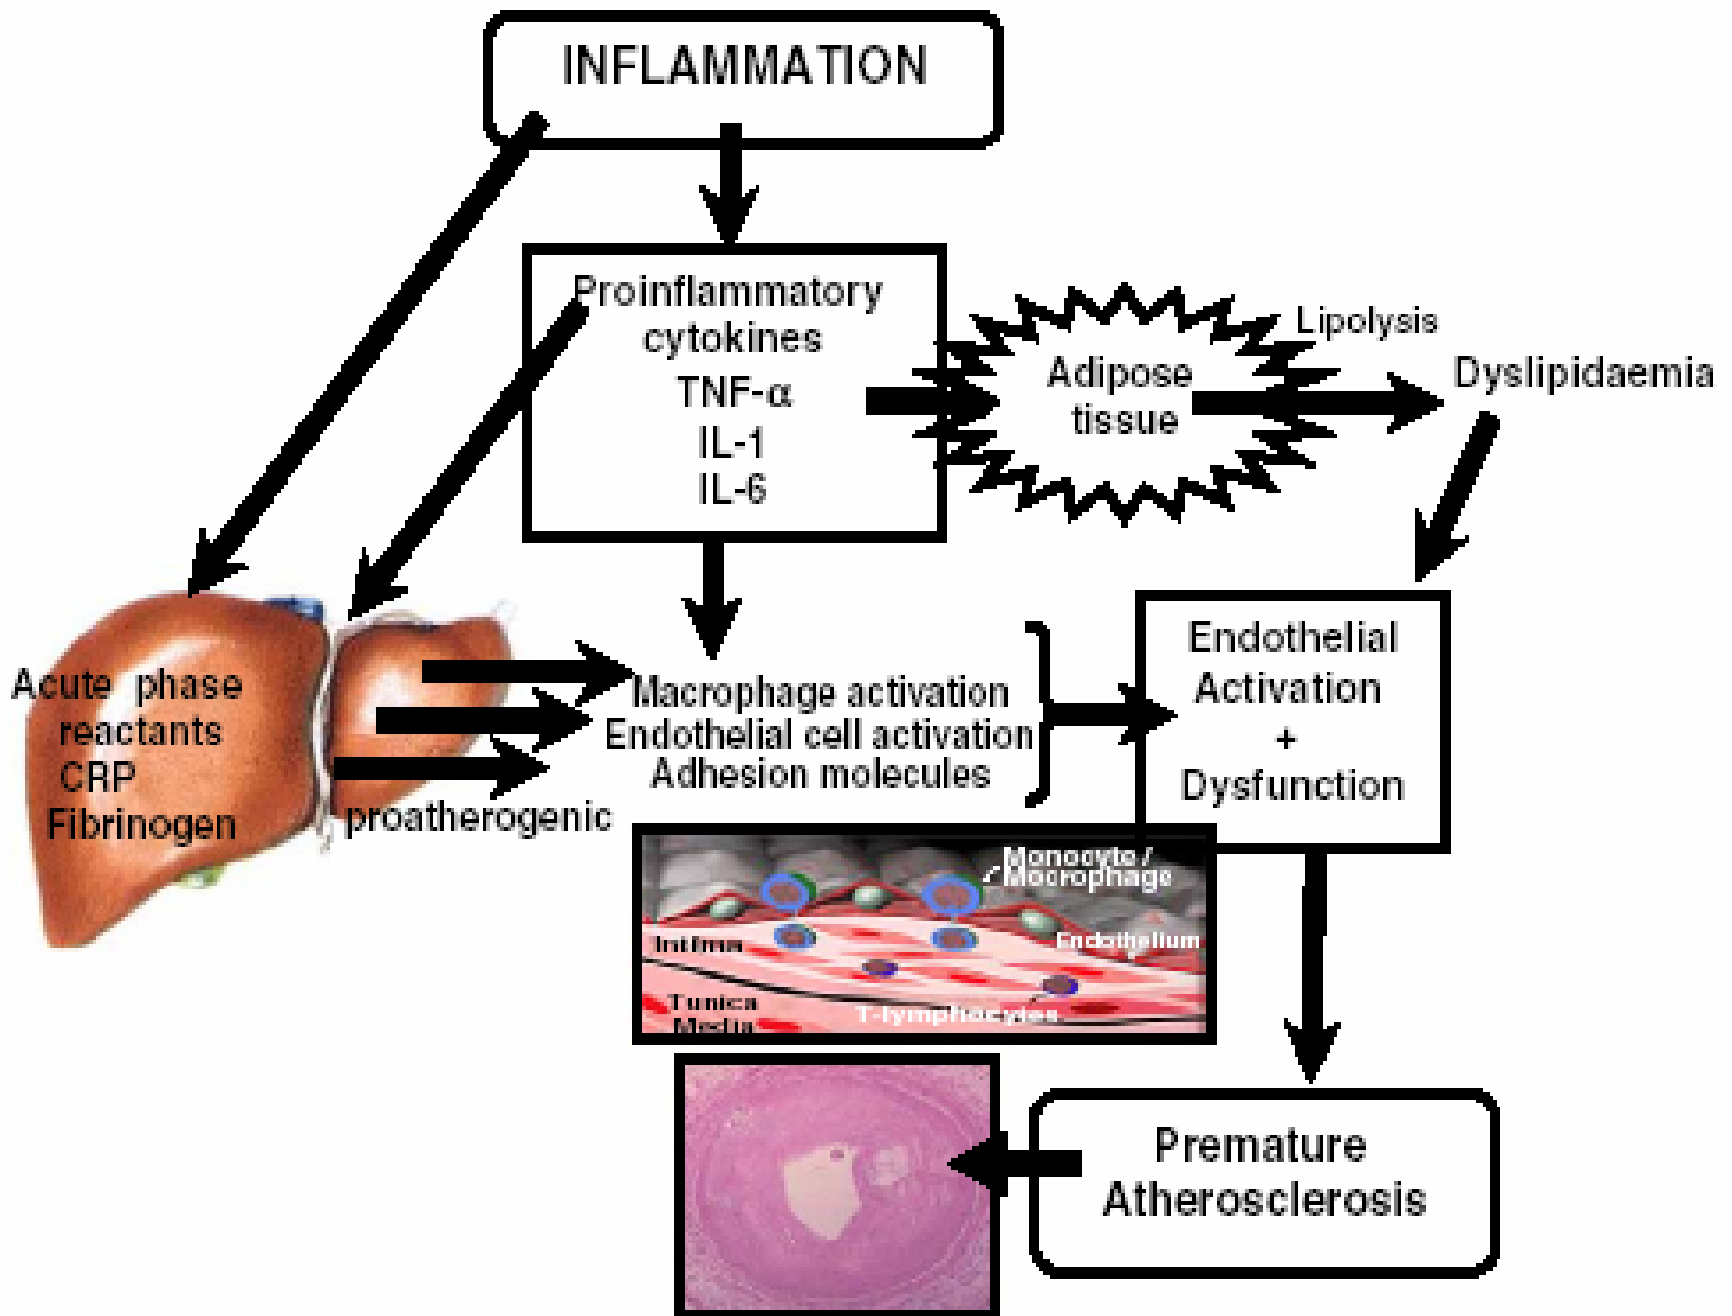 INFLAMMATION
Proinflammatory
cytokines
TNF-α
IL-1
IL-6
Adipose
tissue
Lipolysis
Dyslipidaemia
Acute phase
reactants
CRP
Fibrinogen
proatherogenic
Macrophage activation
Endothelial cell activation
Adhesion molecules
Endothelial
Activation
+
Dysfunction
Monocyte/
Mocrophage
Intima
Endothelium
Tunica
Media
T-lymphocytes
Premature
Atherosclerosis